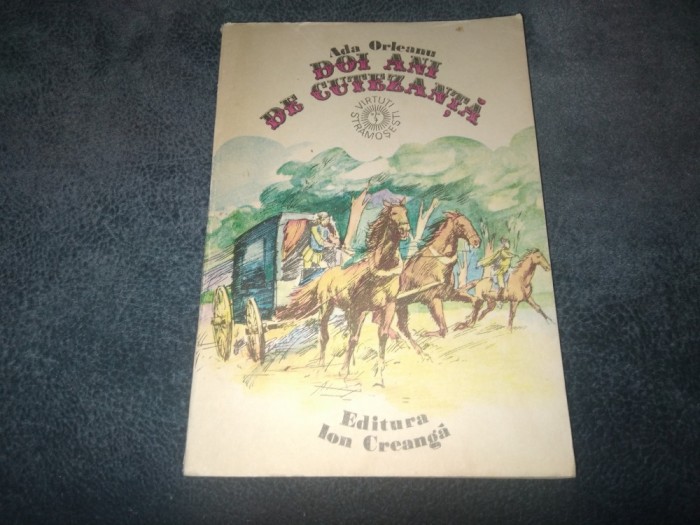 Ada Orleanu
DOI ANI
DE CUTEZANȚĂ
VIRTUȚI
STRĂMOȘEȘTI
Editura
Ion Creangă